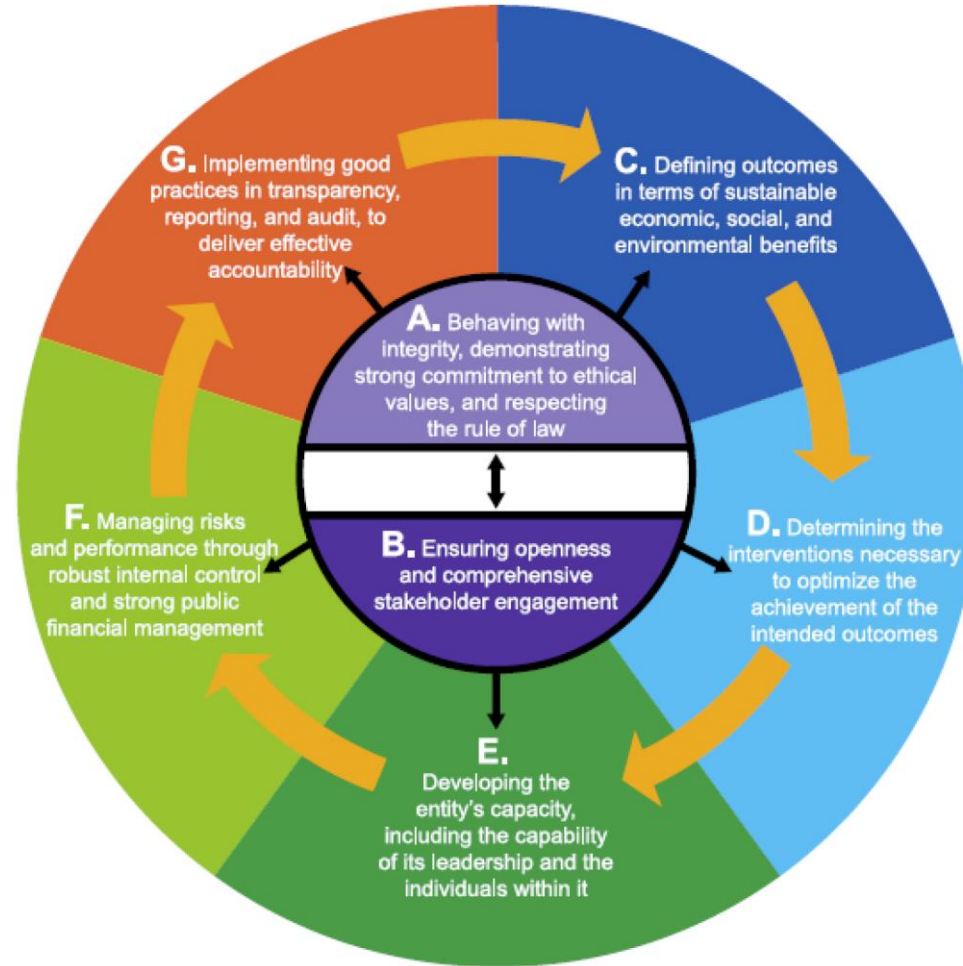 G. Implementing good
practices in transparency,
reporting, and audit, to
deliver effective
accountability
C. Defining outcomes
in terms of sustainable
economic, social, and
environmental benefits
A. Behaving with
integrity, demonstrating
strong commitment to ethical
values, and respecting
the rule of law
F. Managing risks
and performance through
robust internal control
and strong public
financial management
B. Ensuring openness
and comprehensive
stakeholder engagement
D. Determining the
interventions necessary
to optimize the
achievement of the
intended outcomes
E.
Developing the
entity's capacity,
including the capability
of its leadership and the
individuals within it